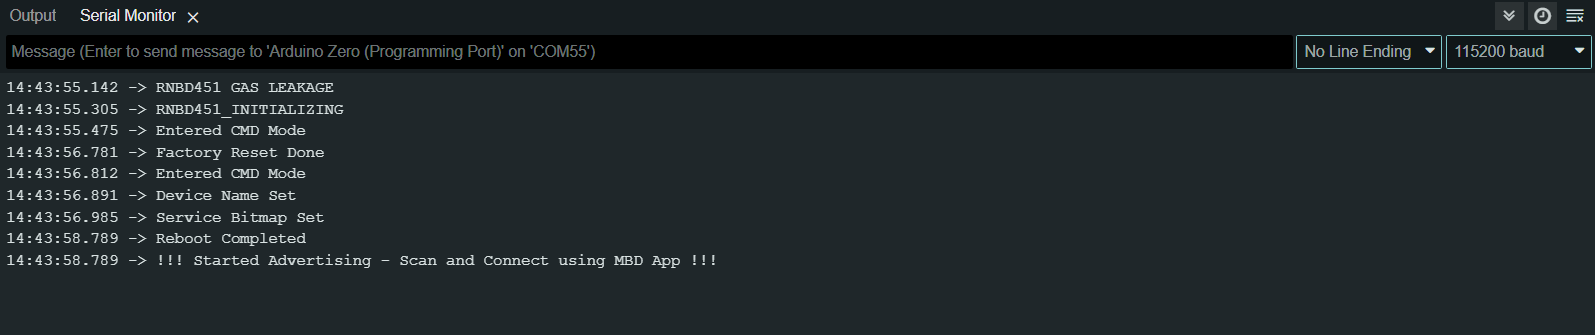 Output Serial Monitor
Message (Enter to send message to 'Arduino Zero (Programming Port)' on 'COM55') No Line Ending 115200 baud
14:43:55.142 -> RNBD451 GAS LEAKAGE
14:43:55.305 -> RNBD451_INITIALIZING
14:43:55.475 -> Entered CMD Mode
14:43:56.781 -> Factory Reset Done
14:43:56.812 -> Entered CMD Mode
14:43:56.891 -> Device Name Set
14:43:56.985 -> Service Bitmap Set
14:43:58.789 -> Reboot Completed
14:43:58.789 -> !!! Started Advertising - Scan and Connect using MBD App !!!